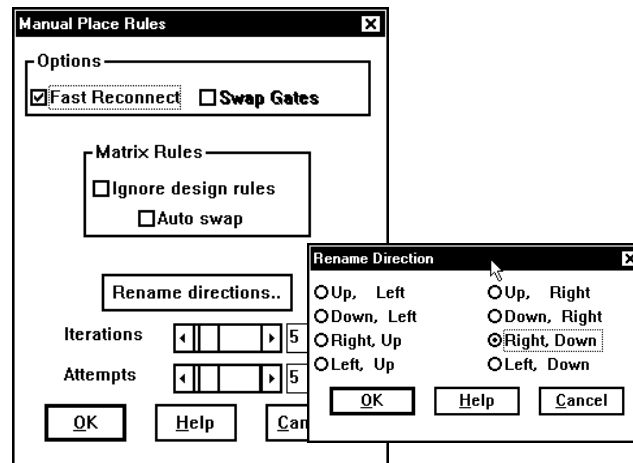 Manual Place Rules
Options
Fast Reconnect Swap Gates
Matrix Rules
Ignore design rules
Auto swap
Rename directions..
Iterations 5
Attempts 5
OK Help
Rename Direction
Up, Left Up, Right
Down, Left Down, Right
Right, Up Right, Down
Left, Up Left, Down
OK Help Cancel